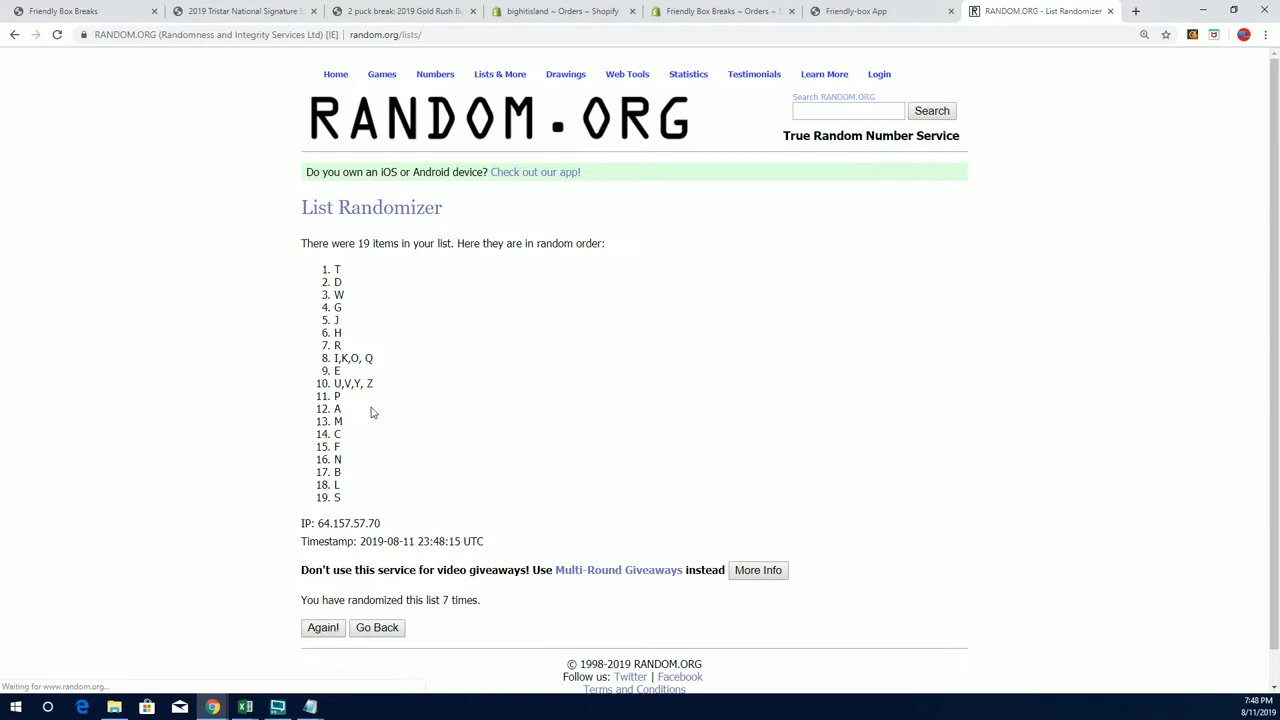 Friendly Box Breaks
2019 Tristar National Signature S
2 puck break: 2019 Gold Rush Bu
bighitisland ~ Orders ~ Shopify
Friendly Box Breaks ~ Orders ~ S
Friendly-box App
RANDOM.ORG - List Randomizer
RANDOM.ORG (Randomness and Integrity Services Ltd) [IE] | random.org/lists/
Home Games Numbers Lists & More Drawings Web Tools Statistics Testimonials Learn More Login
RANDOM.ORG
Search RANDOM.ORG
Search
True Random Number Service
Do you own an iOS or Android device? Check out our app!
List Randomizer
There were 19 items in your list. Here they are in random order:
1. T
2. D
3. W
4. G
5. J
6. H
7. R
8. I,K,O, Q
9. E
10. U,V,Y, Z
11. P
12. A
13. M
14. C
15. F
16. N
17. B
18. L
19. S
IP: 64.157.57.70
Timestamp: 2019-08-11 23:48:15 UTC
Don't use this service for video giveaways! Use Multi-Round Giveaways instead More Info
You have randomized this list 7 times.
Again! Go Back
© 1998-2019 RANDOM.ORG
Follow us: Twitter | Facebook
Terms and Conditions
Waiting for www.random.org...
7:48 PM
8/11/2019